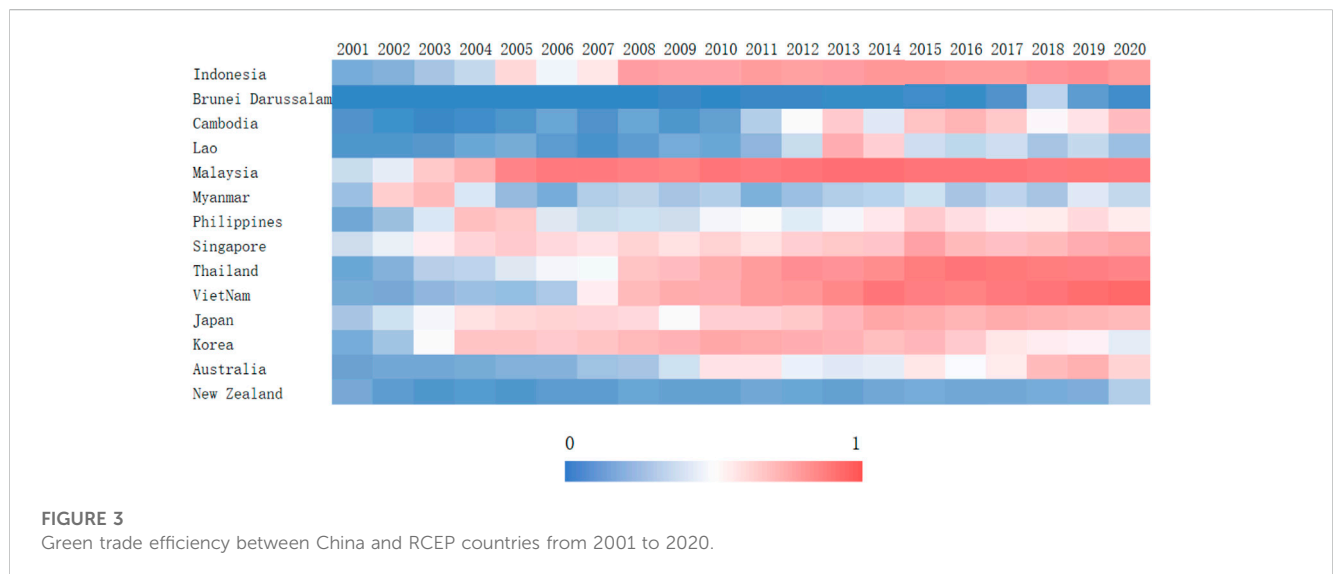 2001 2002 2003 2004 2005 2006 2007 2008 2009 2010 2011 2012 2013 2014 2015 2016 2017 2018 2019 2020
Indonesia
Brunei Darussalam
Cambodia
Lao
Malaysia
Myanmar
Philippines
Singapore
Thailand
VietNam
Japan
Korea
Australia
New Zealand
0 1
FIGURE 3
Green trade efficiency between China and RCEP countries from 2001 to 2020.